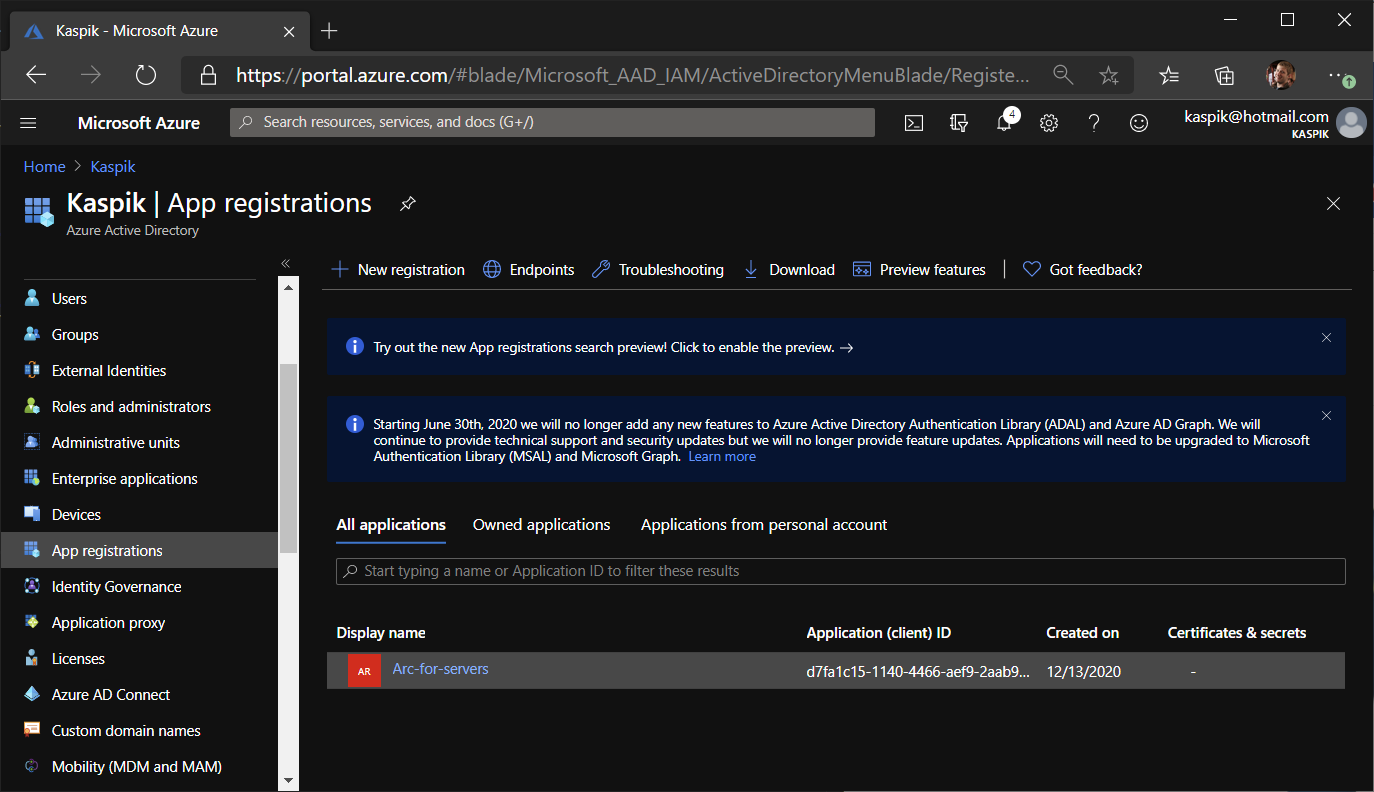 Kaspik - Microsoft Azure
https://portal.azure.com/#blade/Microsoft_AAD_IAM/ActiveDirectoryMenuBlade/Registe...
Microsoft Azure
Search resources, services, and docs (G+/)
4
kaspik@hotmail.com
KASPIK
Home > Kaspik
Kaspik | App registrations
Azure Active Directory
Users
Groups
External Identities
Roles and administrators
Administrative units
Enterprise applications
Devices
App registrations
Identity Governance
Application proxy
Licenses
Azure AD Connect
Custom domain names
Mobility (MDM and MAM)
New registration Endpoints Troubleshooting Download Preview features Got feedback?
Try out the new App registrations search preview! Click to enable the preview. →
Starting June 30th, 2020 we will no longer add any new features to Azure Active Directory Authentication Library (ADAL) and Azure AD Graph. We will
continue to provide technical support and security updates but we will no longer provide feature updates. Applications will need to be upgraded to Microsoft
Authentication Library (MSAL) and Microsoft Graph. Learn more
All applications Owned applications Applications from personal account
Start typing a name or Application ID to filter these results
Display name Application (client) ID Created on Certificates & secrets
AR Arc-for-servers d7fa1c15-1140-4466-aef9-2aab9... 12/13/2020 -